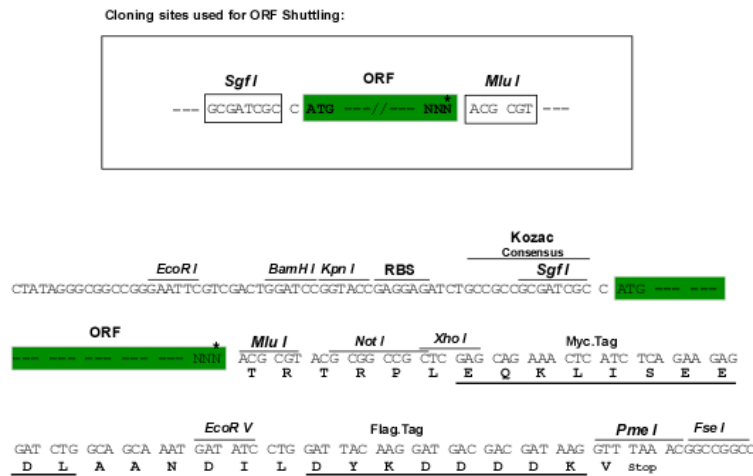 Cloning sites used for ORF Shuttling:
Sgf I ORF Mlu I
--- GCGATCGC C ATG ---//--- NNN* ACG CGT ---
Kozac
Consensus
EcoR I BamH I Kpn I RBS Sgf I
CTATAGGGCGGCCGGGAATTCGTCGACTGGATCCGGTACCGAGGAGATCTGCCGCCGCGATCGC C ATG --- ---
ORF Mlu I Not I Xho I Myc.Tag
--- --- --- --- --- --- NNN* ACG CGT ACG CGG CCG CTC GAG CAG AAA CTC ATC TCA GAA GAG
T R T R P L E Q K L I S E E
EcoR V Flag.Tag Pme I Fse I
GAT CTG GCA GCA AAT GAT ATC CTG GAT TAC AAG GAT GAC GAC GAT AAG GTT TAA ACGGCCGGCC
D L A A N D I L D Y K D D D D K V Stop